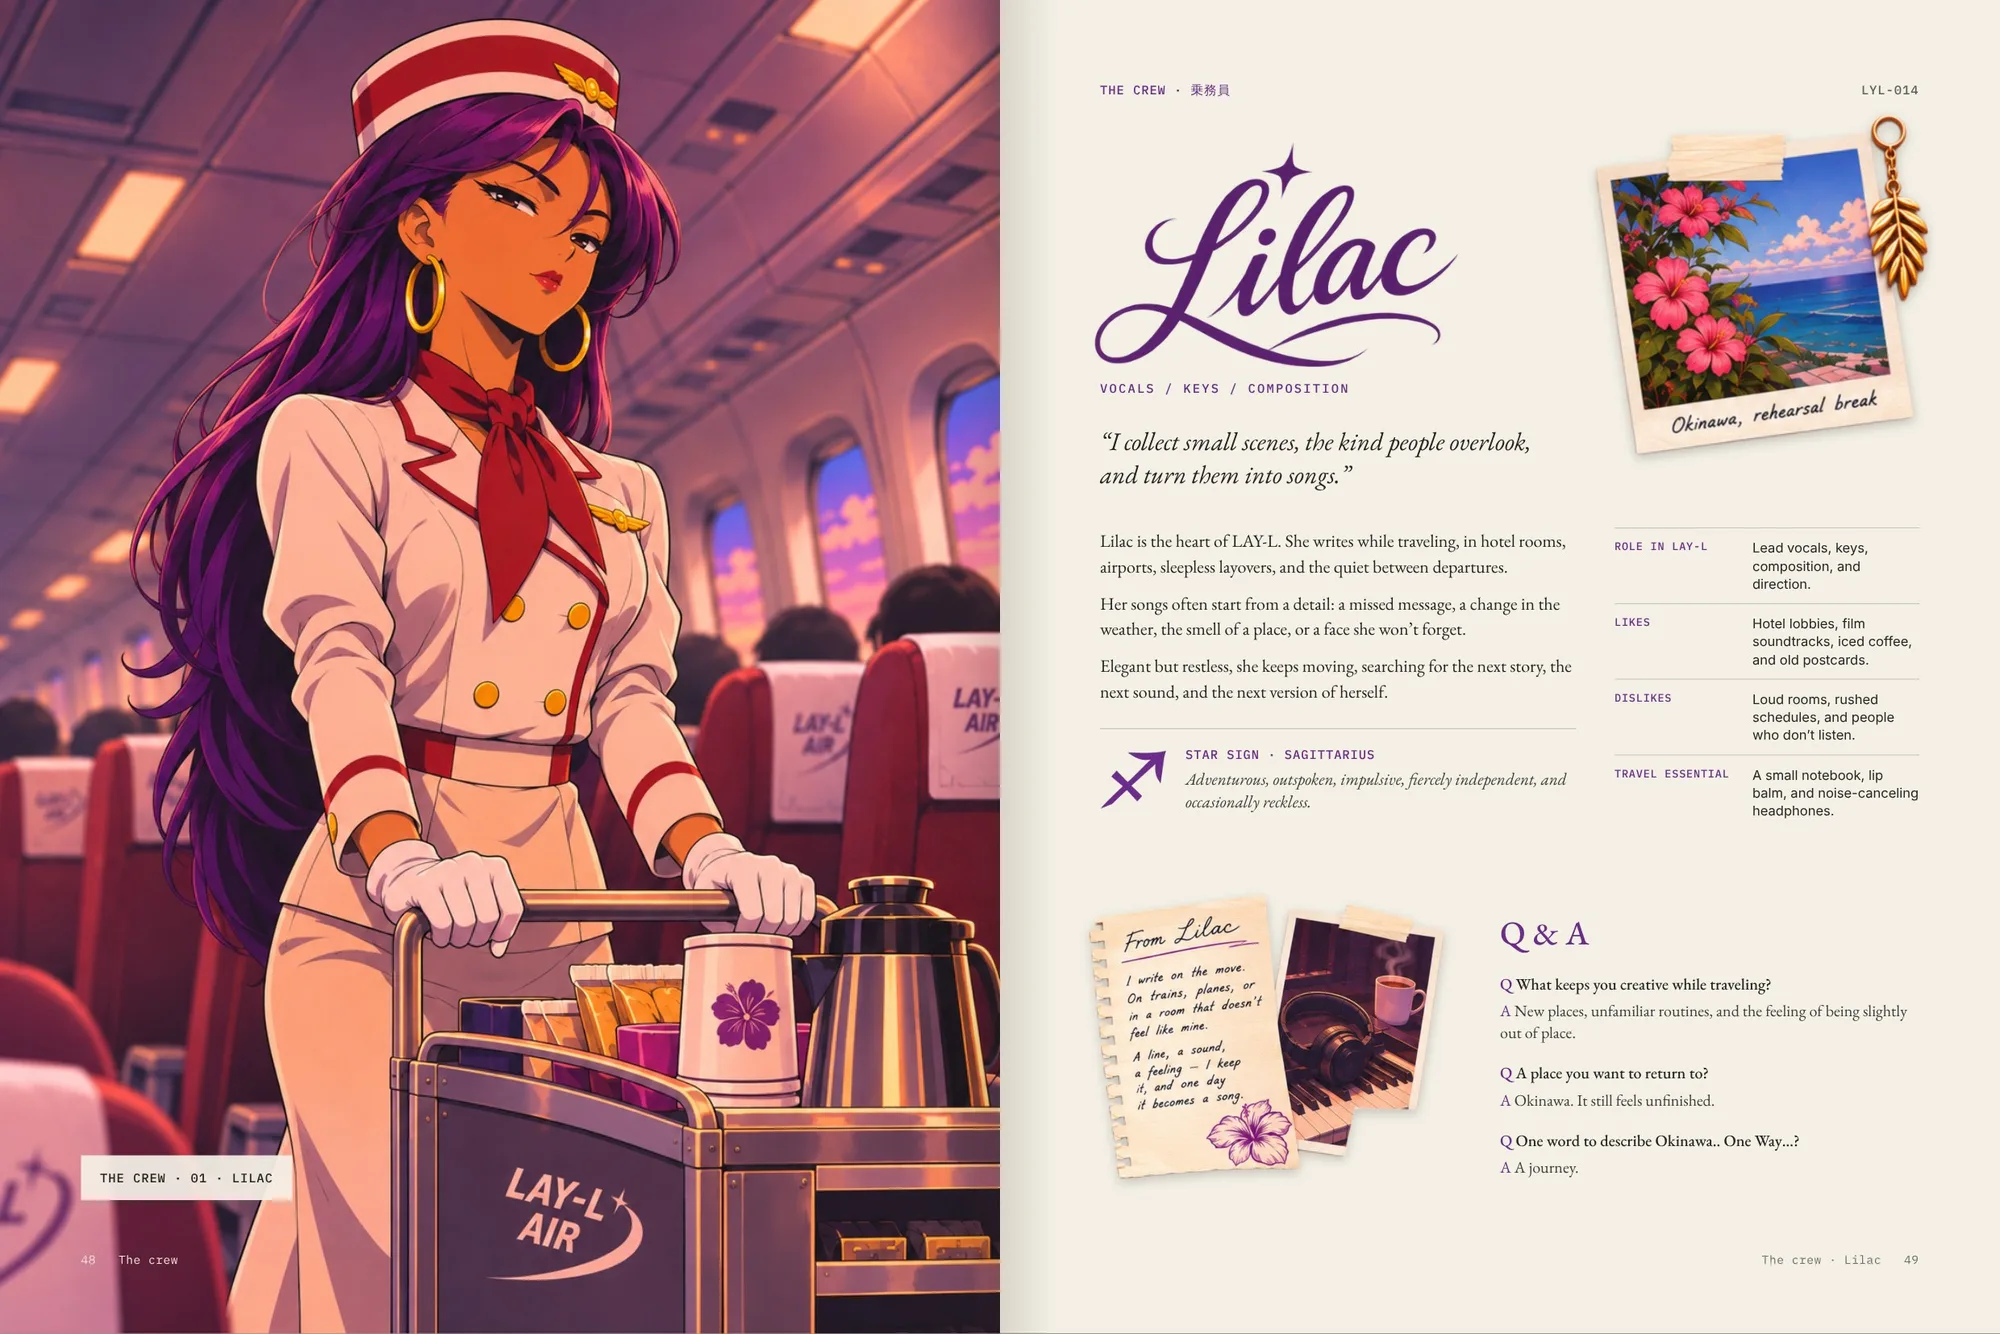 LAY-L
AIR
LAY-L
AIR
LAY-L
AIR
THE CREW · 01 · LILAC
48 The crew
THE CREW · 乗務員
LYL-014
Lilac
VOCALS / KEYS / COMPOSITION
“I collect small scenes, the kind people overlook,
and turn them into songs.”
Okinawa, rehearsal break
Lilac is the heart of LAY-L. She writes while traveling, in hotel rooms,
airports, sleepless layovers, and the quiet between departures.
Her songs often start from a detail: a missed message, a change in the
weather, the smell of a place, or a face she won’t forget.
Elegant but restless, she keeps moving, searching for the next story, the
next sound, and the next version of herself.
STAR SIGN · SAGITTARIUS
Adventurous, outspoken, impulsive, fiercely independent, and
occasionally reckless.
ROLE IN LAY-L
Lead vocals, keys,
composition, and
direction.
LIKES
Hotel lobbies, film
soundtracks, iced coffee,
and old postcards.
DISLIKES
Loud rooms, rushed
schedules, and people
who don’t listen.
TRAVEL ESSENTIAL
A small notebook, lip
balm, and noise-canceling
headphones.
From Lilac
I write on the move.
On trains, planes, or
in a room that doesn’t
feel like mine.
A line, a sound,
a feeling – I keep
it, and one day
it becomes a song.
Q & A
Q What keeps you creative while traveling?
A New places, unfamiliar routines, and the feeling of being slightly
out of place.
Q A place you want to return to?
A Okinawa. It still feels unfinished.
Q One word to describe Okinawa.. One Way...?
A A journey.
The crew · Lilac 49